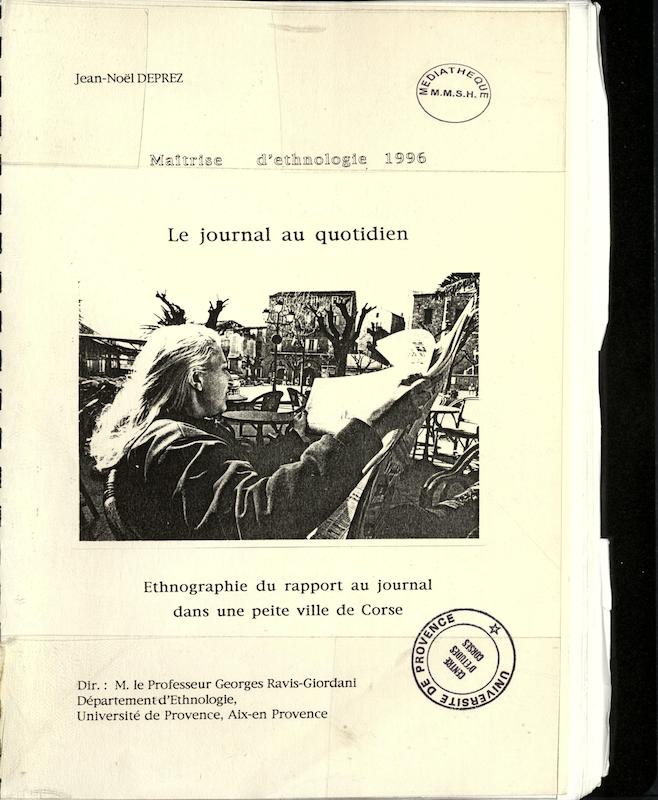 Jean-Noël DEPREZ
MEDIATHEQUE
M.M.S.H.
Maîtrise d'ethnologie 1996
Le journal au quotidien
Ethnographie du rapport au journal
dans une peite ville de Corse
UNIVERSITÉ DE PROVENCE
CENTRE
D'ETUDES
CORSES
Dir. : M. le Professeur Georges Ravis-Giordani
Département d'Ethnologie,
Université de Provence, Aix-en Provence